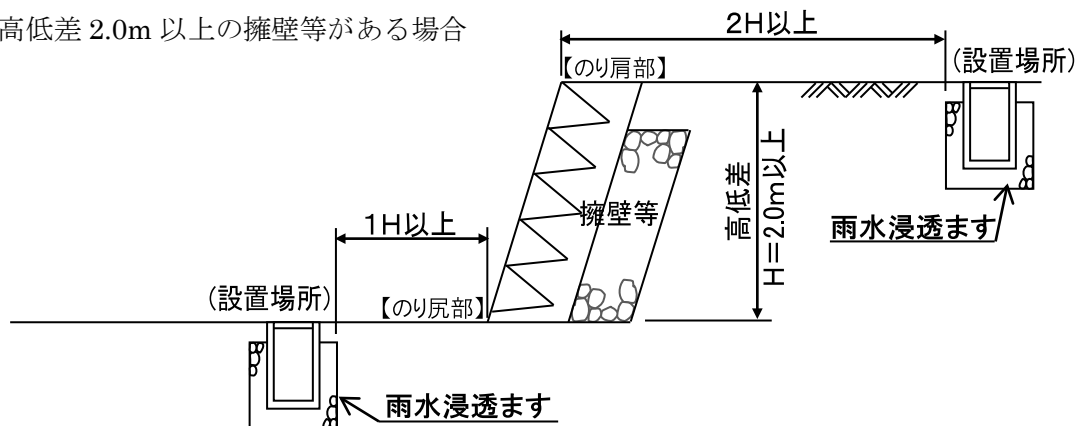 高低差 2.0m 以上の擁壁等がある場合
2H以上
(設置場所)
【のり肩部】
高低差
H=2.0m以上
擁壁等
雨水浸透ます
1H以上
(設置場所)
【のり尻部】
雨水浸透ます